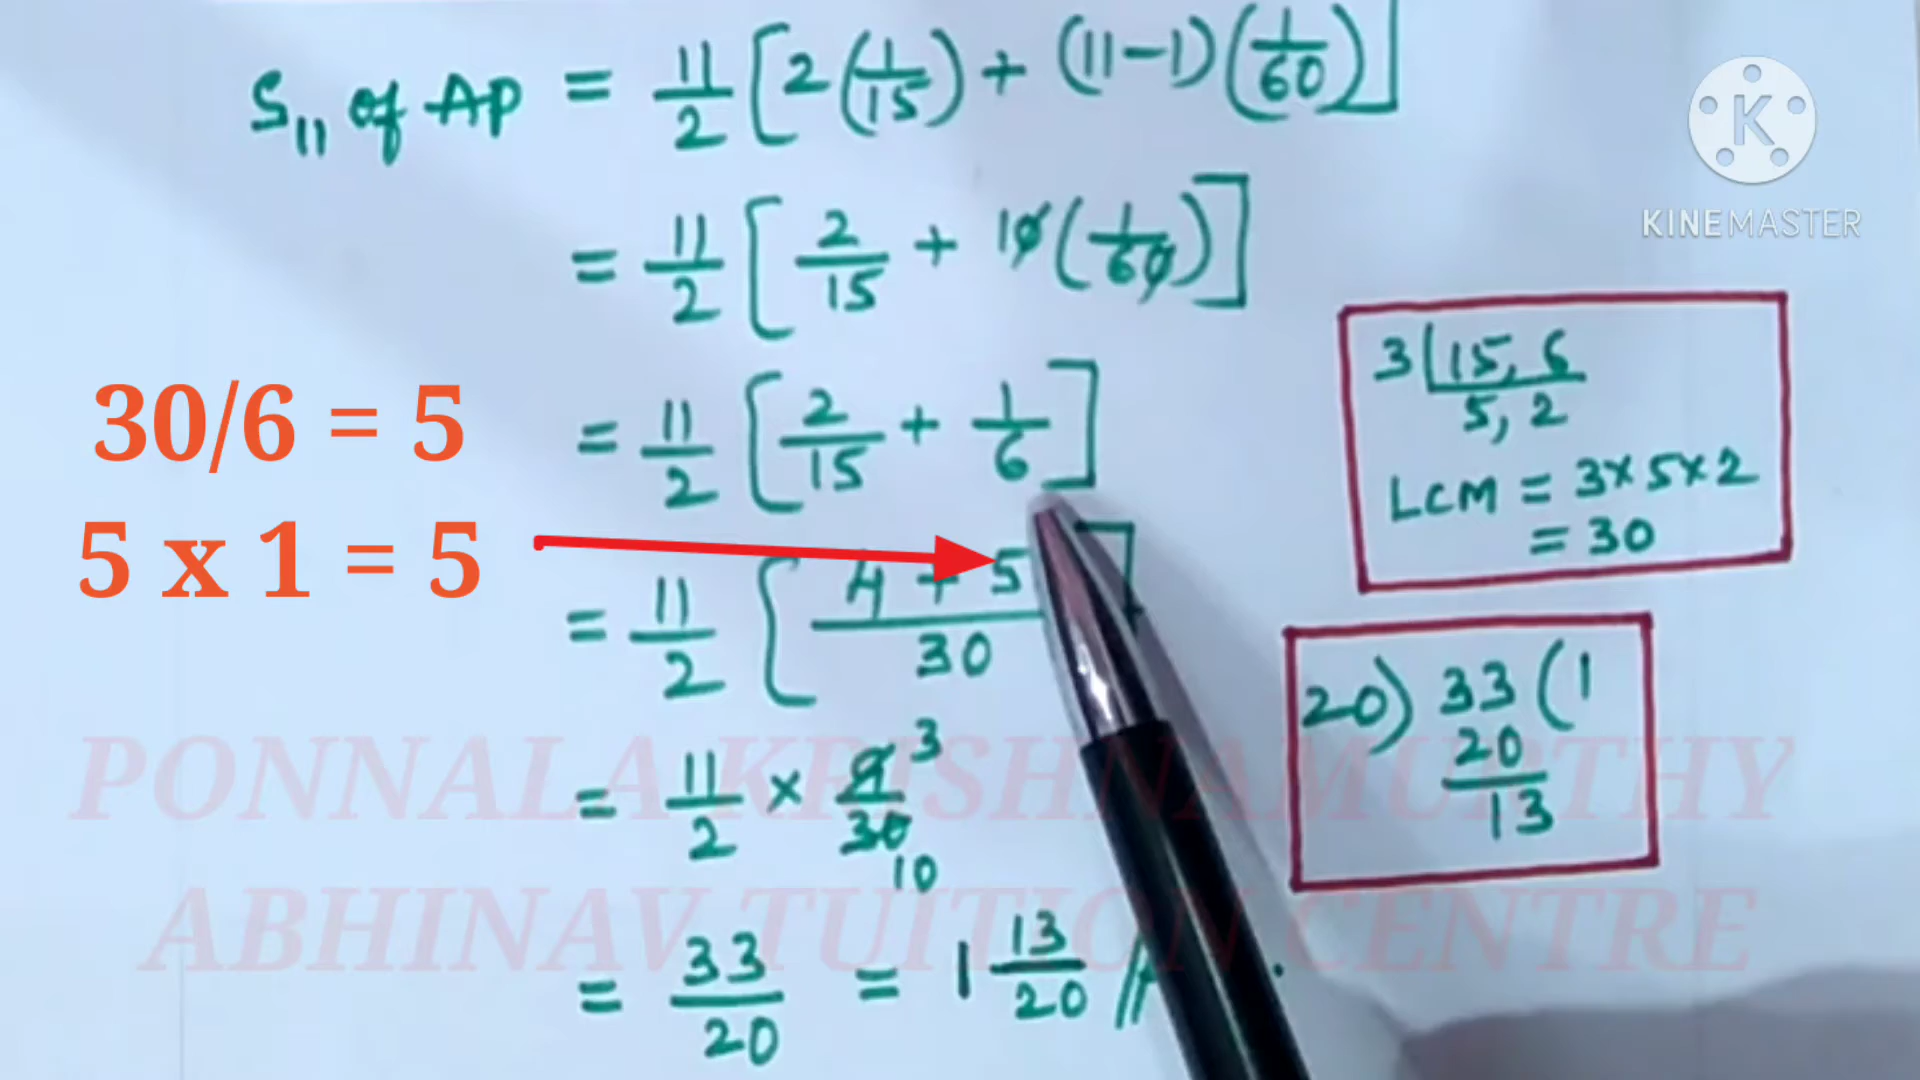 S₁₁ of AP = 11/2 [2(1/15) + (11-1)(1/60)]
= 11/2 [2/15 + 10(1/60)]
= 11/2 [2/15 + 1/6]
= 11/2 [4+5/30]
= 11/2 × 9/30 3 10
= 33/20 = 1 13/20 //
30/6 = 5
5 x 1 = 5
3 | 15, 6
5, 2
LCM = 3×5×2
= 30
20) 33 (1
20
13
K
KINEMASTER
PONNALA KRISHNAMURTHY
ABHINAV TUITION CENTRE